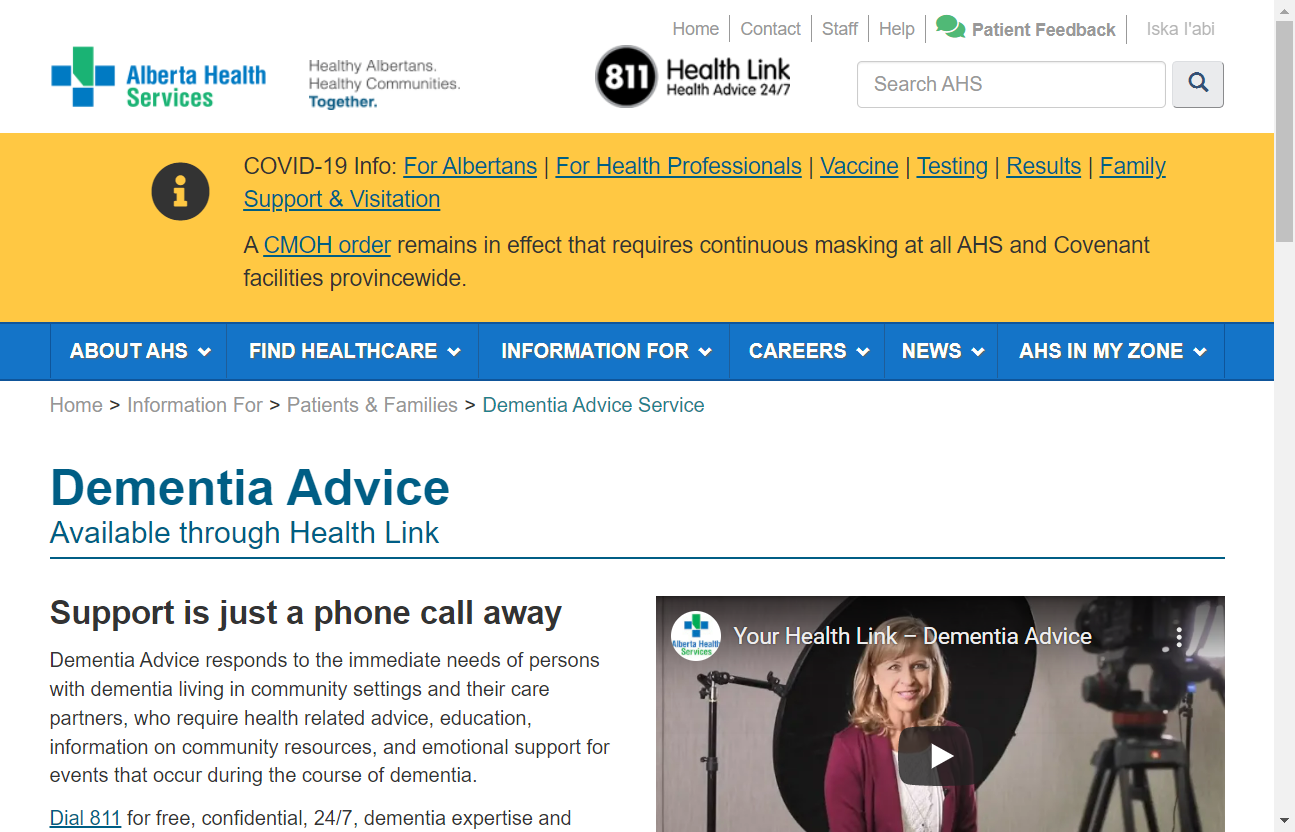 Home Contact Staff Help Patient Feedback Iska I'abi
Alberta Health
Services
Healthy Albertans.
Healthy Communities.
Together.
811
Health Link
Health Advice 24/7
Search AHS
COVID-19 Info: For Albertans | For Health Professionals | Vaccine | Testing | Results | Family
Support & Visitation
A CMOH order remains in effect that requires continuous masking at all AHS and Covenant
facilities provincewide.
ABOUT AHS FIND HEALTHCARE INFORMATION FOR CAREERS NEWS AHS IN MY ZONE
Home > Information For > Patients & Families > Dementia Advice Service
Dementia Advice
Available through Health Link
Support is just a phone call away
Dementia Advice responds to the immediate needs of persons
with dementia living in community settings and their care
partners, who require health related advice, education,
information on community resources, and emotional support for
events that occur during the course of dementia.
Dial 811 for free, confidential, 24/7, dementia expertise and
Alberta Health
Services
Your Health Link – Dementia Advice